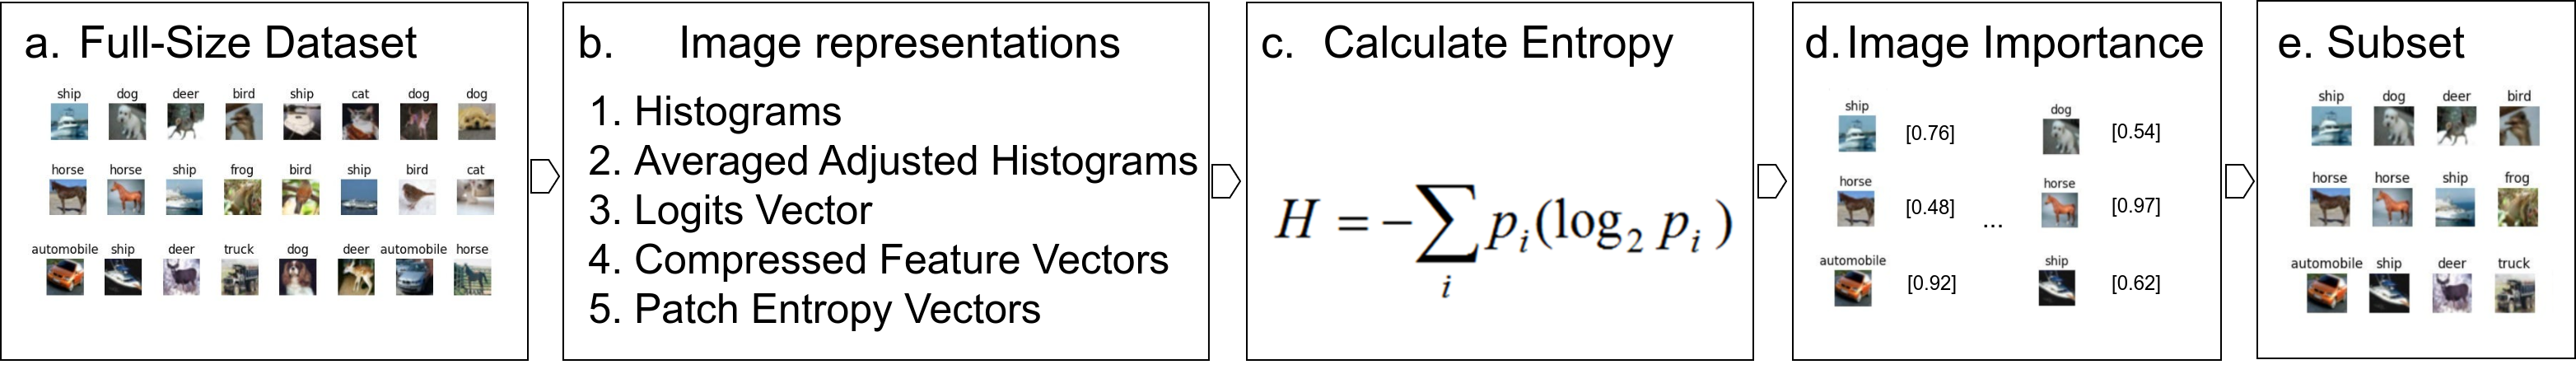 a. Full-Size Dataset
ship dog deer bird ship cat dog dog
horse horse ship frog bird ship bird cat
automobile ship deer truck dog deer automobile horse
b. Image representations
1. Histograms
2. Averaged Adjusted Histograms
3. Logits Vector
4. Compressed Feature Vectors
5. Patch Entropy Vectors
c. Calculate Entropy
H = −∑ p_i (log_2 p_i)
i
d. Image Importance
ship [0.76] dog [0.54]
horse [0.48] ... horse [0.97]
automobile [0.92] ship [0.62]
e. Subset
ship dog deer bird
horse horse ship frog
automobile ship deer truck